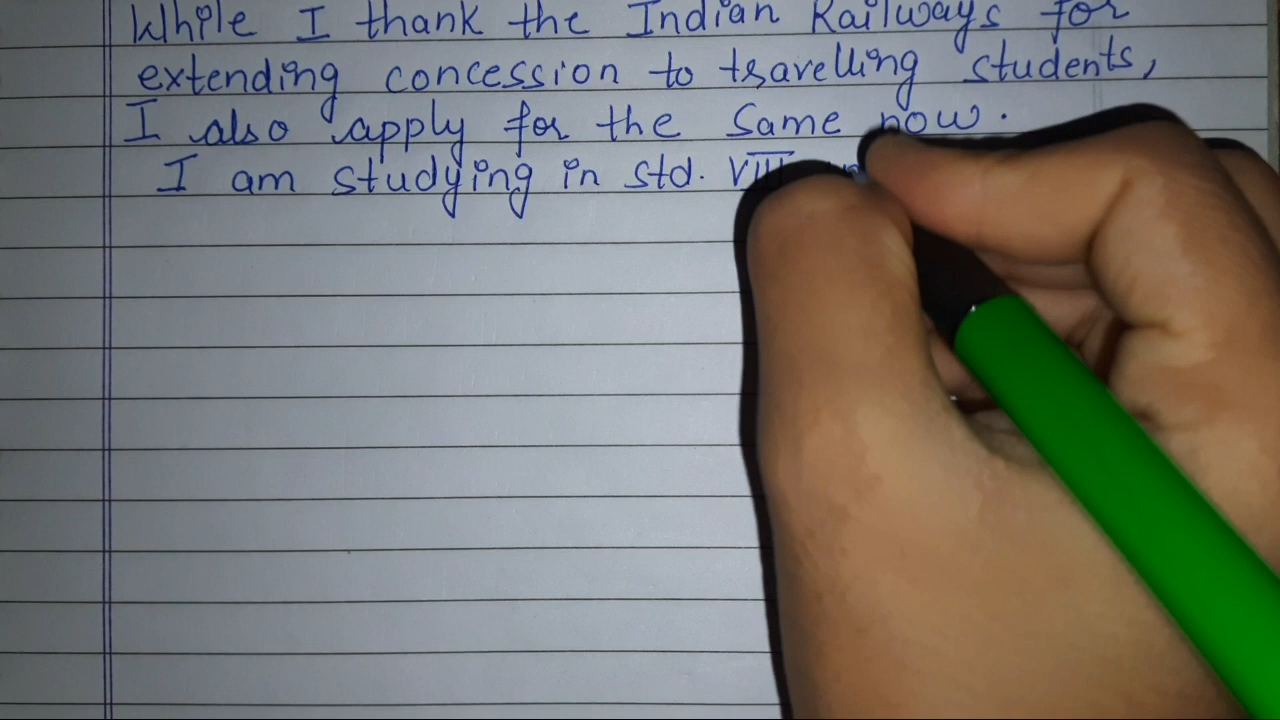 While I thank the Indian Railways for
extending concession to travelling students,
I also apply for the same now.
I am studying in std. VIII